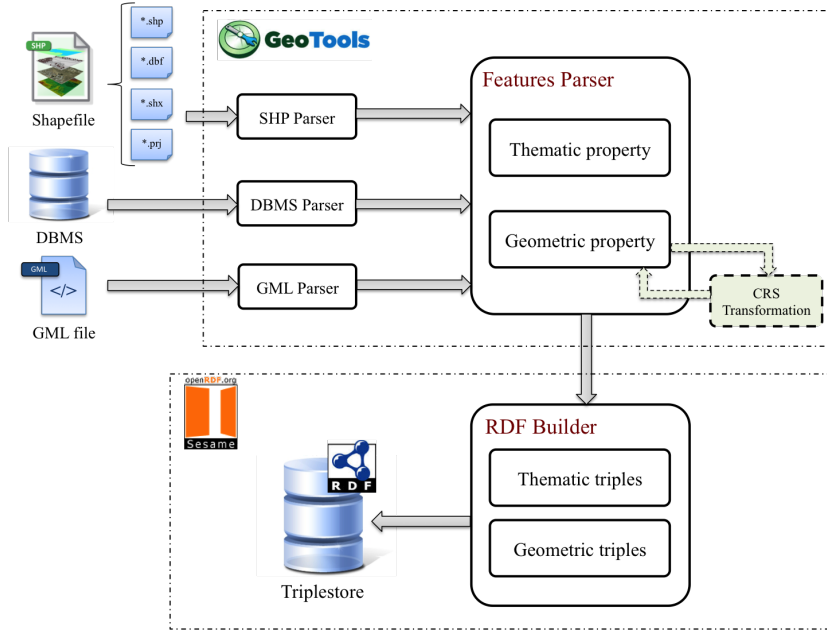 *.shp
GeoTools
SHP
*.dbf
Features Parser
*.shx
Shapefile
SHP Parser
*.prj
Thematic property
DBMS Parser
DBMS
Geometric property
GML
</>
GML Parser
CRS
Transformation
GML file
openRDF.org
Sesame
RDF Builder
RDF
Thematic triples
Geometric triples
Triplestore